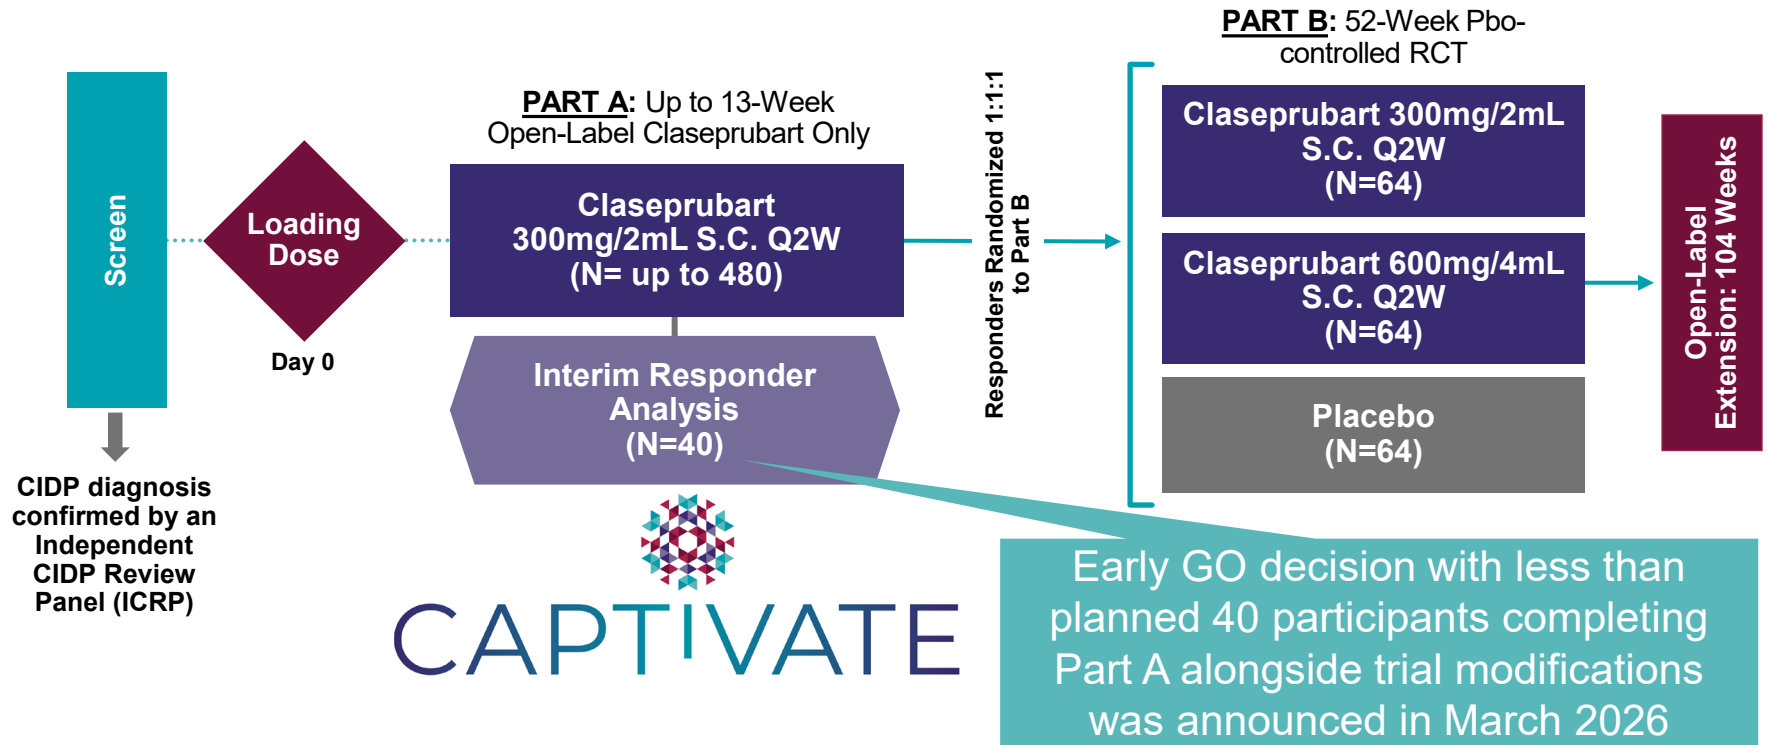 Screen
CIDP diagnosis
confirmed by an
Independent
CIDP Review
Panel (ICRP)
Loading
Dose
Day 0
PART A: Up to 13-Week
Open-Label Claseprubart Only
Claseprubart
300mg/2mL S.C. Q2W
(N= up to 480)
Interim Responder
Analysis
(N=40)
CAPTIVATE
Responders Randomized 1:1:1
to Part B
PART B: 52-Week Pbo-
controlled RCT
Claseprubart 300mg/2mL
S.C. Q2W
(N=64)
Claseprubart 600mg/4mL
S.C. Q2W
(N=64)
Placebo
(N=64)
Open-Label
Extension: 104 Weeks
Early GO decision with less than
planned 40 participants completing
Part A alongside trial modifications
was announced in March 2026